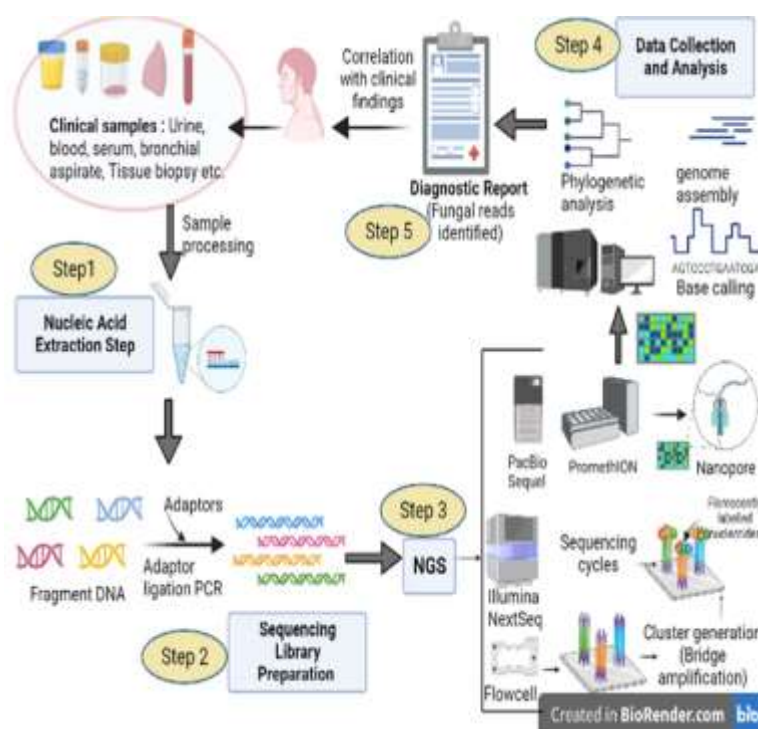 Clinical samples : Urine,
blood, serum, bronchial
aspirate, Tissue biopsy etc.
Correlation
with clinical
findings
Diagnostic Report
(Fungal reads
identified)
Step 5
Step 4
Data Collection
and Analysis
Phylogenetic
analysis
genome
assembly
Base calling
Sample
processing
Step1
Nucleic Acid
Extraction Step
Fragment DNA
Adaptors
Adaptor
ligation PCR
Step 2
Sequencing
Library
Preparation
Step 3
NGS
PacBio
Sequel
PromethION
Nanopore
Illumina
NextSeq
Flowcell
Sequencing
cycles
labelled
Cluster generation
(Bridge
amplification)
Created in BioRender.com
bio